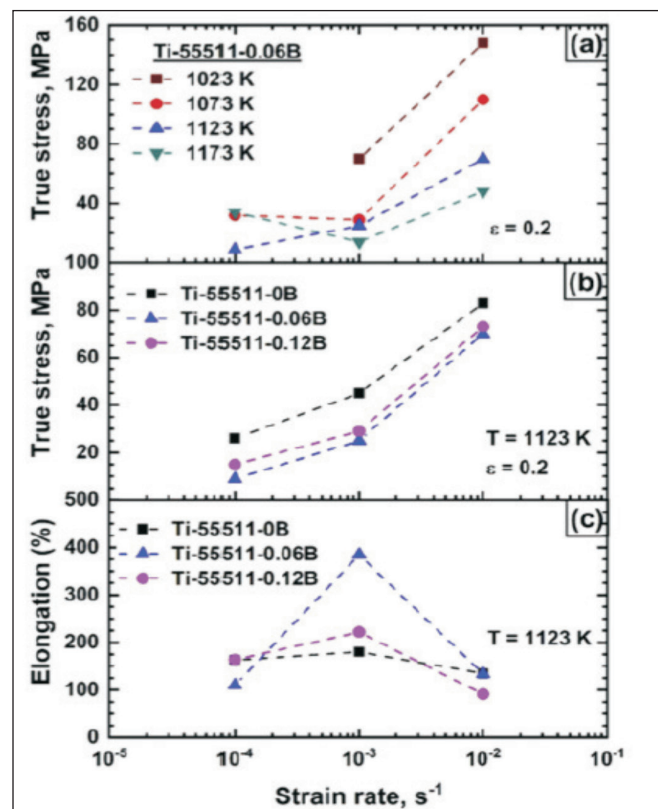 160
(a)
Ti-55511-0.06B
1023 K
1073 K
1123 K
1173 K
120
80
40
True stress, MPa
ε = 0.2
100
(b)
Ti-55511-0B
Ti-55511-0.06B
Ti-55511-0.12B
80
60
40
20
True stress, MPa
T = 1123 K
ε = 0.2
500
(c)
Ti-55511-0B
Ti-55511-0.06B
Ti-55511-0.12B
400
300
200
100
0
Elongation (%)
T = 1123 K
10⁻⁵ 10⁻⁴ 10⁻³ 10⁻² 10⁻¹
Strain rate, s⁻¹